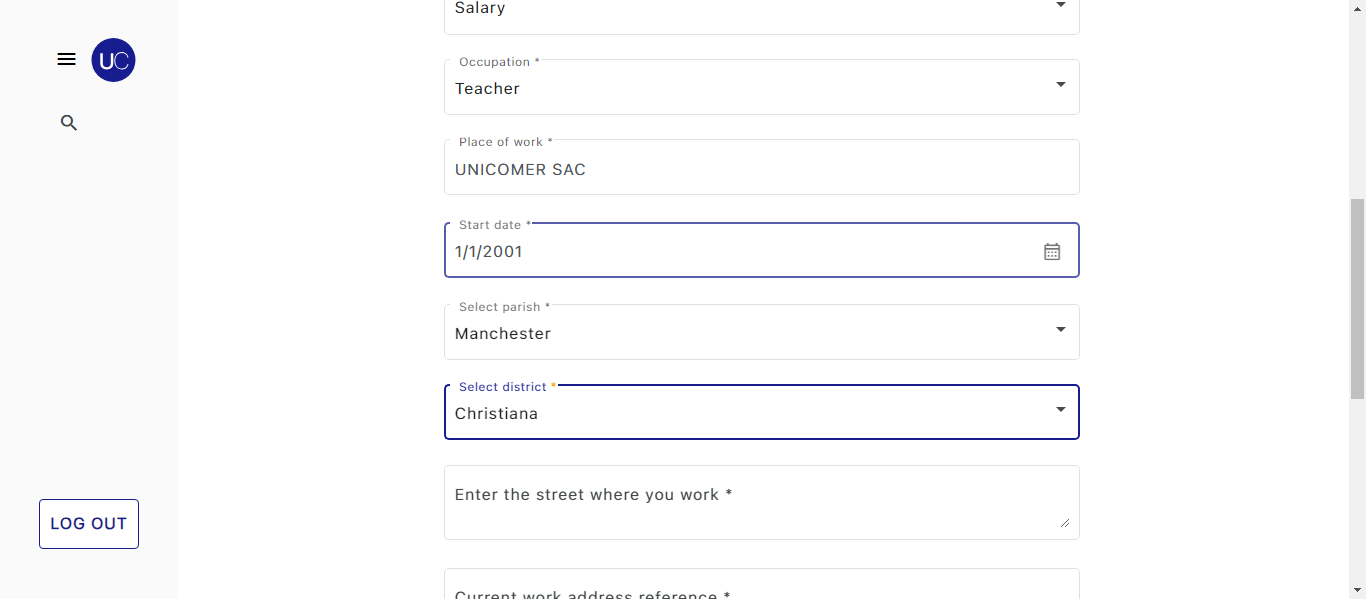 UC
LOG OUT
Salary
Occupation *
Teacher
Place of work *
UNICOMER SAC
Start date *
1/1/2001
Select parish *
Manchester
Select district *
Christiana
Enter the street where you work *
Current work address reference *